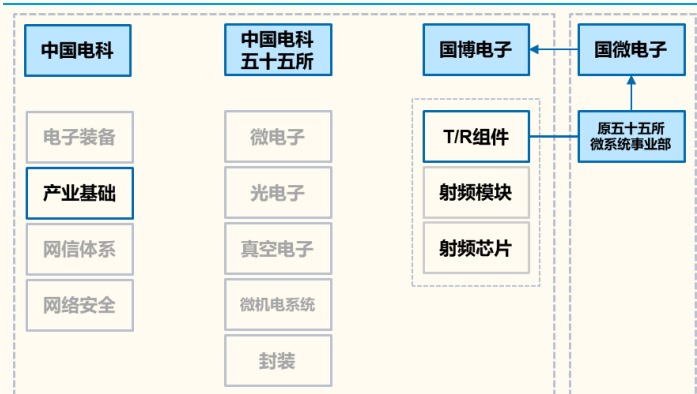 中国电科
中国电科
五十五所
国博电子
国微电子
电子装备
微电子
T/R组件
原五十五所
微系统事业部
产业基础
光电子
射频模块
网信体系
真空电子
射频芯片
网络安全
微机电系统
封装